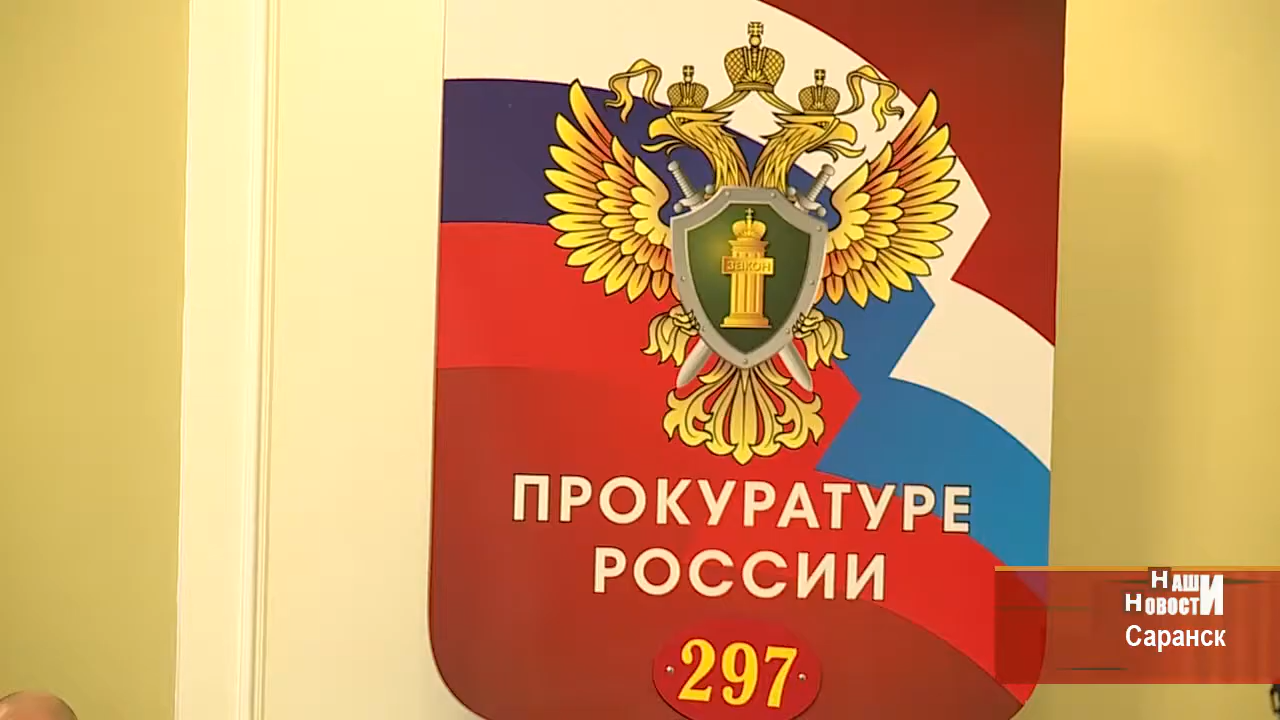 закон
ПРОКУРАТУРЕ
РОССИИ
297
НАШИ
НОВОСТИ
Саранск